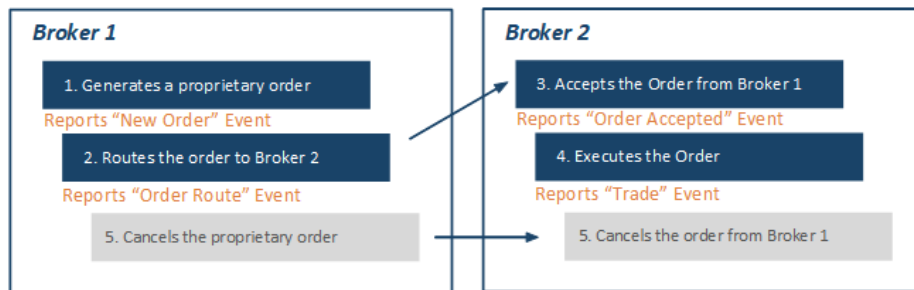 Broker 1
1. Generates a proprietary order
Reports “New Order” Event
2. Routes the order to Broker 2
Reports “Order Route” Event
5. Cancels the proprietary order
Broker 2
3. Accepts the Order from Broker 1
Reports “Order Accepted” Event
4. Executes the Order
Reports “Trade” Event
5. Cancels the order from Broker 1